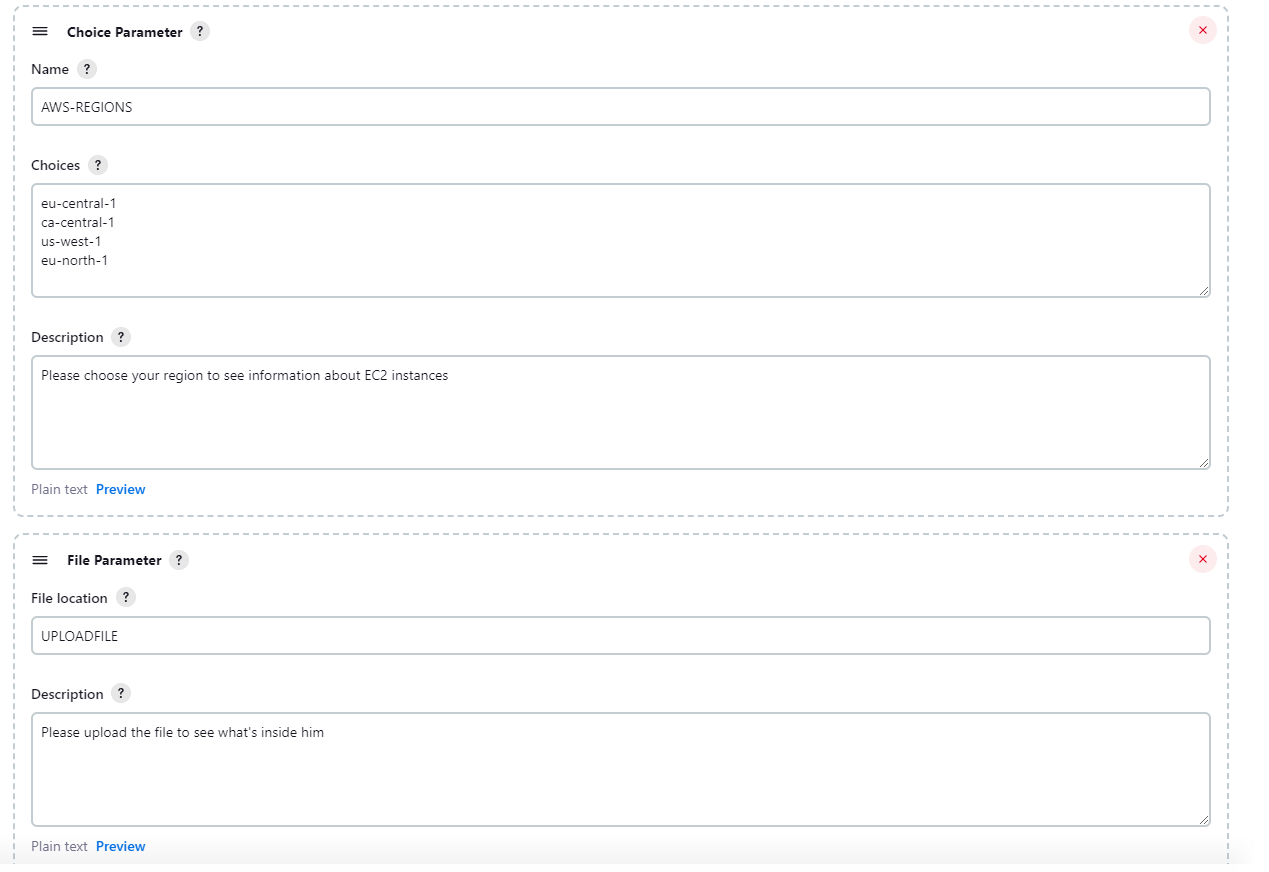 Choice Parameter ?
Name ?
AWS-REGIONS
Choices ?
eu-central-1
ca-central-1
us-west-1
eu-north-1
Description ?
Please choose your region to see information about EC2 instances
Plain text Preview
File Parameter ?
File location ?
UPLOADFILE
Description ?
Please upload the file to see what's inside him
Plain text Preview